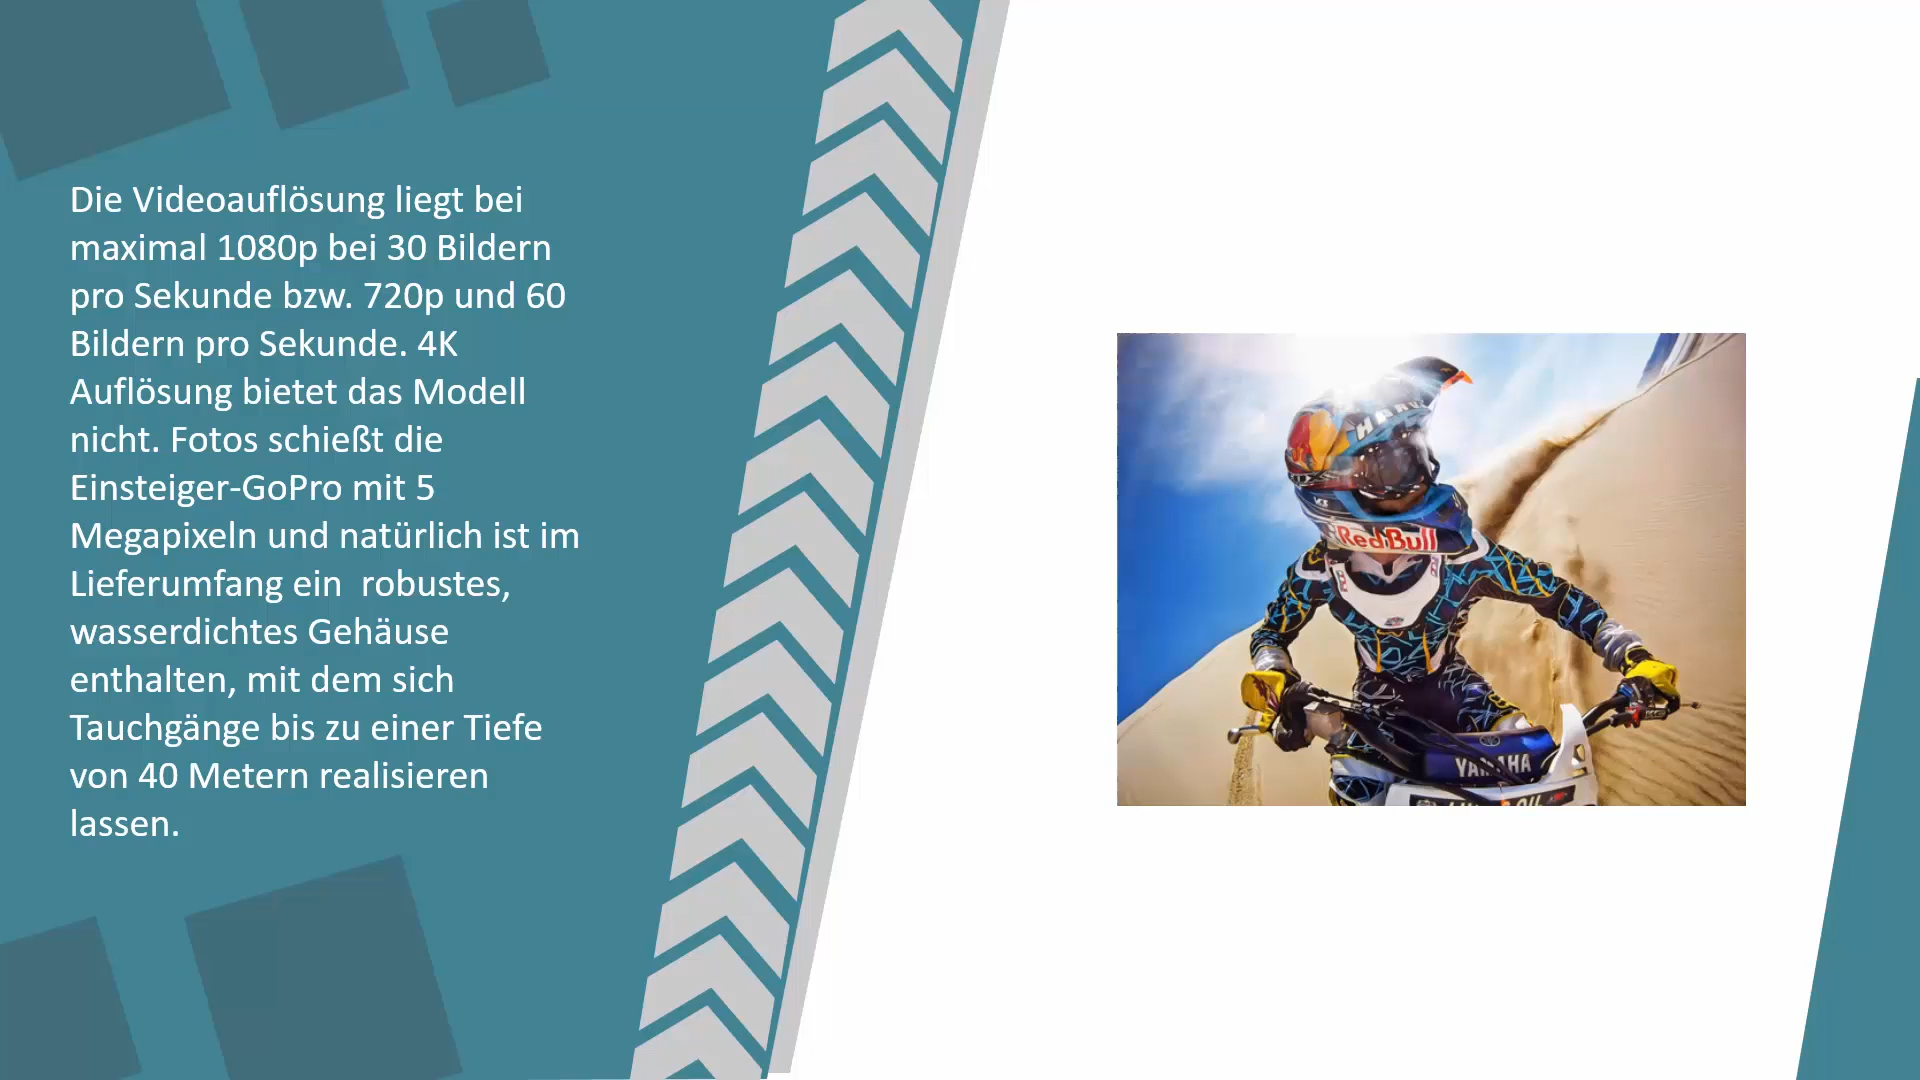 Die Videoauflösung liegt bei
maximal 1080p bei 30 Bildern
pro Sekunde bzw. 720p und 60
Bildern pro Sekunde. 4K
Auflösung bietet das Modell
nicht. Fotos schießt die
Einsteiger-GoPro mit 5
Megapixeln und natürlich ist im
Lieferumfang ein  robustes,
wasserdichtes Gehäuse
enthalten, mit dem sich
Tauchgänge bis zu einer Tiefe
von 40 Metern realisieren
lassen.
Red Bull
YAMAHA